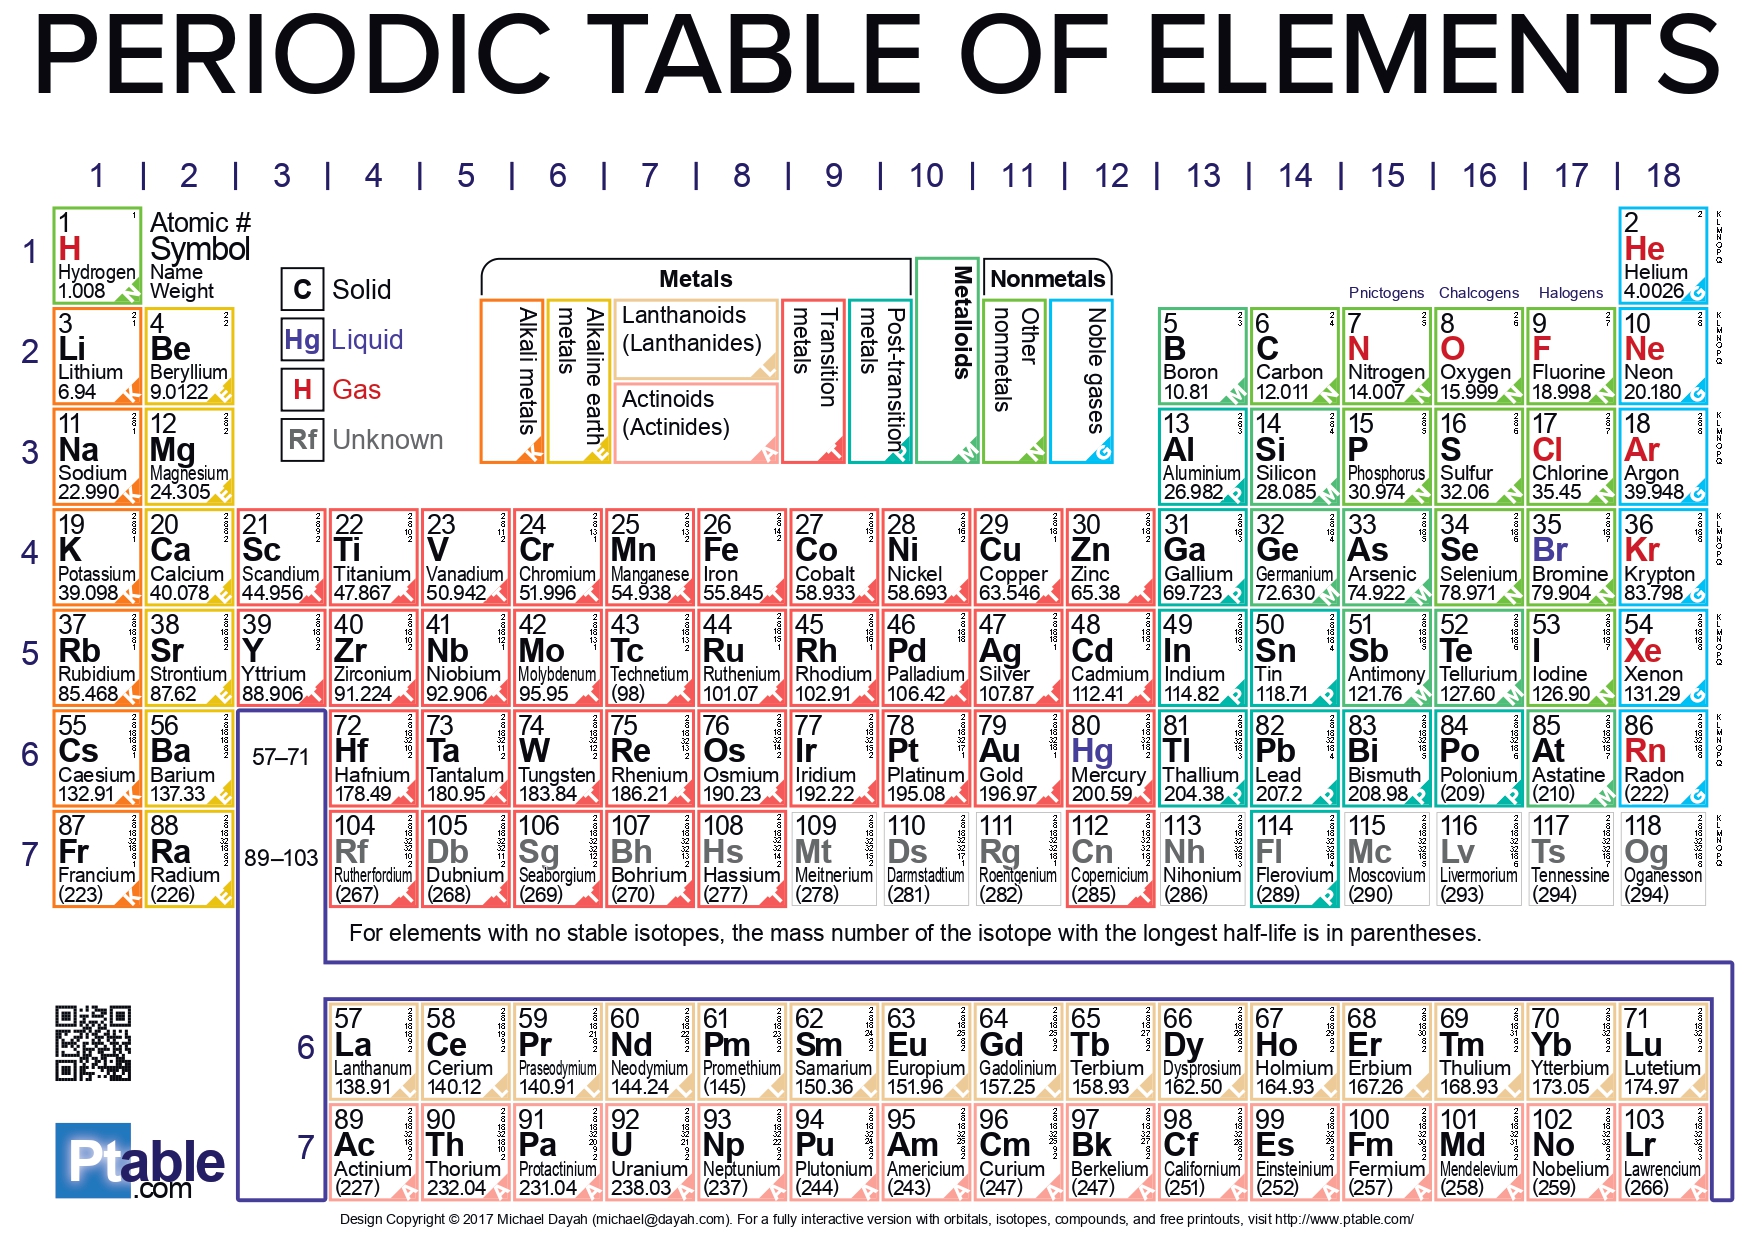 PERIODIC TABLE OF ELEMENTS
1 | 2 | 3 | 4 | 5 | 6 | 7 | 8 | 9 | 10 | 11 | 12 | 13 | 14 | 15 | 16 | 17 | 18
Atomic #
Symbol
Name
Weight
C Solid
Hg Liquid
H Gas
Rf Unknown
Metals
Metalloids
Nonmetals
Alkali metals
Alkaline earth metals
Lanthanoids
(Lanthanides)
Actinoids
(Actinides)
Transition metals
Post-transition metals
Other nonmetals
Noble gases
Pnictogens Chalcogens Halogens
1
1 H Hydrogen 1.008
2 He Helium 4.0026
2
3 Li Lithium 6.94
4 Be Beryllium 9.0122
5 B Boron 10.81
6 C Carbon 12.011
7 N Nitrogen 14.007
8 O Oxygen 15.999
9 F Fluorine 18.998
10 Ne Neon 20.180
3
11 Na Sodium 22.990
12 Mg Magnesium 24.305
13 Al Aluminium 26.982
14 Si Silicon 28.085
15 P Phosphorus 30.974
16 S Sulfur 32.06
17 Cl Chlorine 35.45
18 Ar Argon 39.948
4
19 K Potassium 39.098
20 Ca Calcium 40.078
21 Sc Scandium 44.956
22 Ti Titanium 47.867
23 V Vanadium 50.942
24 Cr Chromium 51.996
25 Mn Manganese 54.938
26 Fe Iron 55.845
27 Co Cobalt 58.933
28 Ni Nickel 58.693
29 Cu Copper 63.546
30 Zn Zinc 65.38
31 Ga Gallium 69.723
32 Ge Germanium 72.630
33 As Arsenic 74.922
34 Se Selenium 78.971
35 Br Bromine 79.904
36 Kr Krypton 83.798
5
37 Rb Rubidium 85.468
38 Sr Strontium 87.62
39 Y Yttrium 88.906
40 Zr Zirconium 91.224
41 Nb Niobium 92.906
42 Mo Molybdenum 95.95
43 Tc Technetium (98)
44 Ru Ruthenium 101.07
45 Rh Rhodium 102.91
46 Pd Palladium 106.42
47 Ag Silver 107.87
48 Cd Cadmium 112.41
49 In Indium 114.82
50 Sn Tin 118.71
51 Sb Antimony 121.76
52 Te Tellurium 127.60
53 I Iodine 126.90
54 Xe Xenon 131.29
6
55 Cs Caesium 132.91
56 Ba Barium 137.33
57–71
72 Hf Hafnium 178.49
73 Ta Tantalum 180.95
74 W Tungsten 183.84
75 Re Rhenium 186.21
76 Os Osmium 190.23
77 Ir Iridium 192.22
78 Pt Platinum 195.08
79 Au Gold 196.97
80 Hg Mercury 200.59
81 Tl Thallium 204.38
82 Pb Lead 207.2
83 Bi Bismuth 208.98
84 Po Polonium (209)
85 At Astatine (210)
86 Rn Radon (222)
7
87 Fr Francium (223)
88 Ra Radium (226)
89–103
104 Rf Rutherfordium (267)
105 Db Dubnium (268)
106 Sg Seaborgium (269)
107 Bh Bohrium (270)
108 Hs Hassium (277)
109 Mt Meitnerium (278)
110 Ds Darmstadtium (281)
111 Rg Roentgenium (282)
112 Cn Copernicium (285)
113 Nh Nihonium (286)
114 Fl Flerovium (289)
115 Mc Moscovium (290)
116 Lv Livermorium (293)
117 Ts Tennessine (294)
118 Og Oganesson (294)
For elements with no stable isotopes, the mass number of the isotope with the longest half-life is in parentheses.
6
57 La Lanthanum 138.91
58 Ce Cerium 140.12
59 Pr Praseodymium 140.91
60 Nd Neodymium 144.24
61 Pm Promethium (145)
62 Sm Samarium 150.36
63 Eu Europium 151.96
64 Gd Gadolinium 157.25
65 Tb Terbium 158.93
66 Dy Dysprosium 162.50
67 Ho Holmium 164.93
68 Er Erbium 167.26
69 Tm Thulium 168.93
70 Yb Ytterbium 173.05
71 Lu Lutetium 174.97
7
89 Ac Actinium (227)
90 Th Thorium 232.04
91 Pa Protactinium 231.04
92 U Uranium 238.03
93 Np Neptunium (237)
94 Pu Plutonium (244)
95 Am Americium (243)
96 Cm Curium (247)
97 Bk Berkelium (247)
98 Cf Californium (251)
99 Es Einsteinium (252)
100 Fm Fermium (257)
101 Md Mendelevium (258)
102 No Nobelium (259)
103 Lr Lawrencium (266)
Ptable
.com
Design Copyright © 2017 Michael Dayah (michael@dayah.com). For a fully interactive version with orbitals, isotopes, compounds, and free printouts, visit http://www.ptable.com/